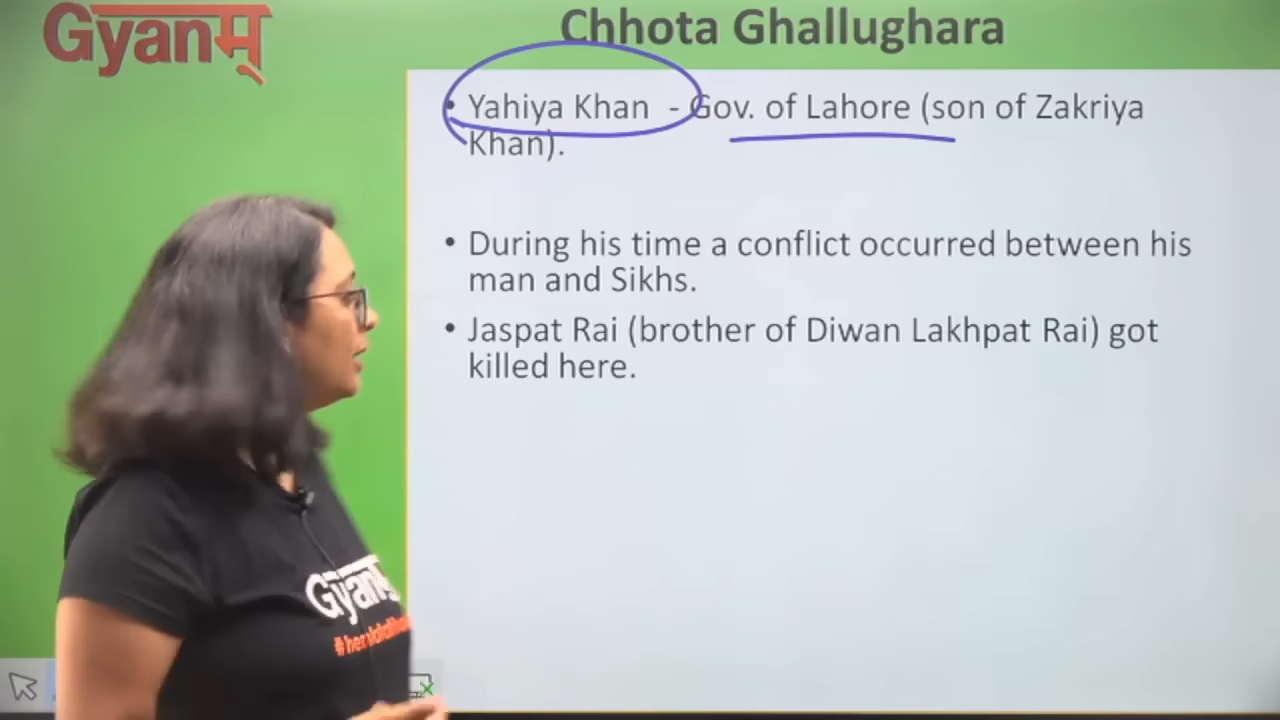 Gyanम्
Chhota Ghallughara
• Yahiya Khan - Gov. of Lahore (son of Zakriya
Khan).
• During his time a conflict occurred between his
man and Sikhs.
• Jaspat Rai (brother of Diwan Lakhpat Rai) got
killed here.
Gyanम्